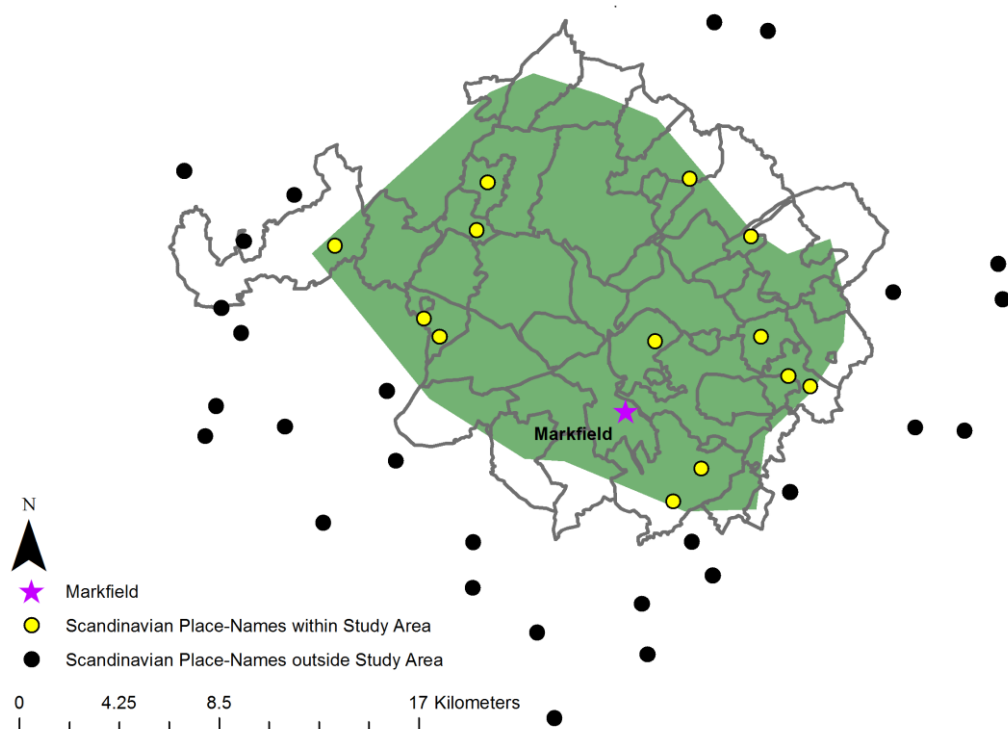 Markfield
N
Markfield
Scandinavian Place-Names within Study Area
Scandinavian Place-Names outside Study Area
0 4.25 8.5 17 Kilometers